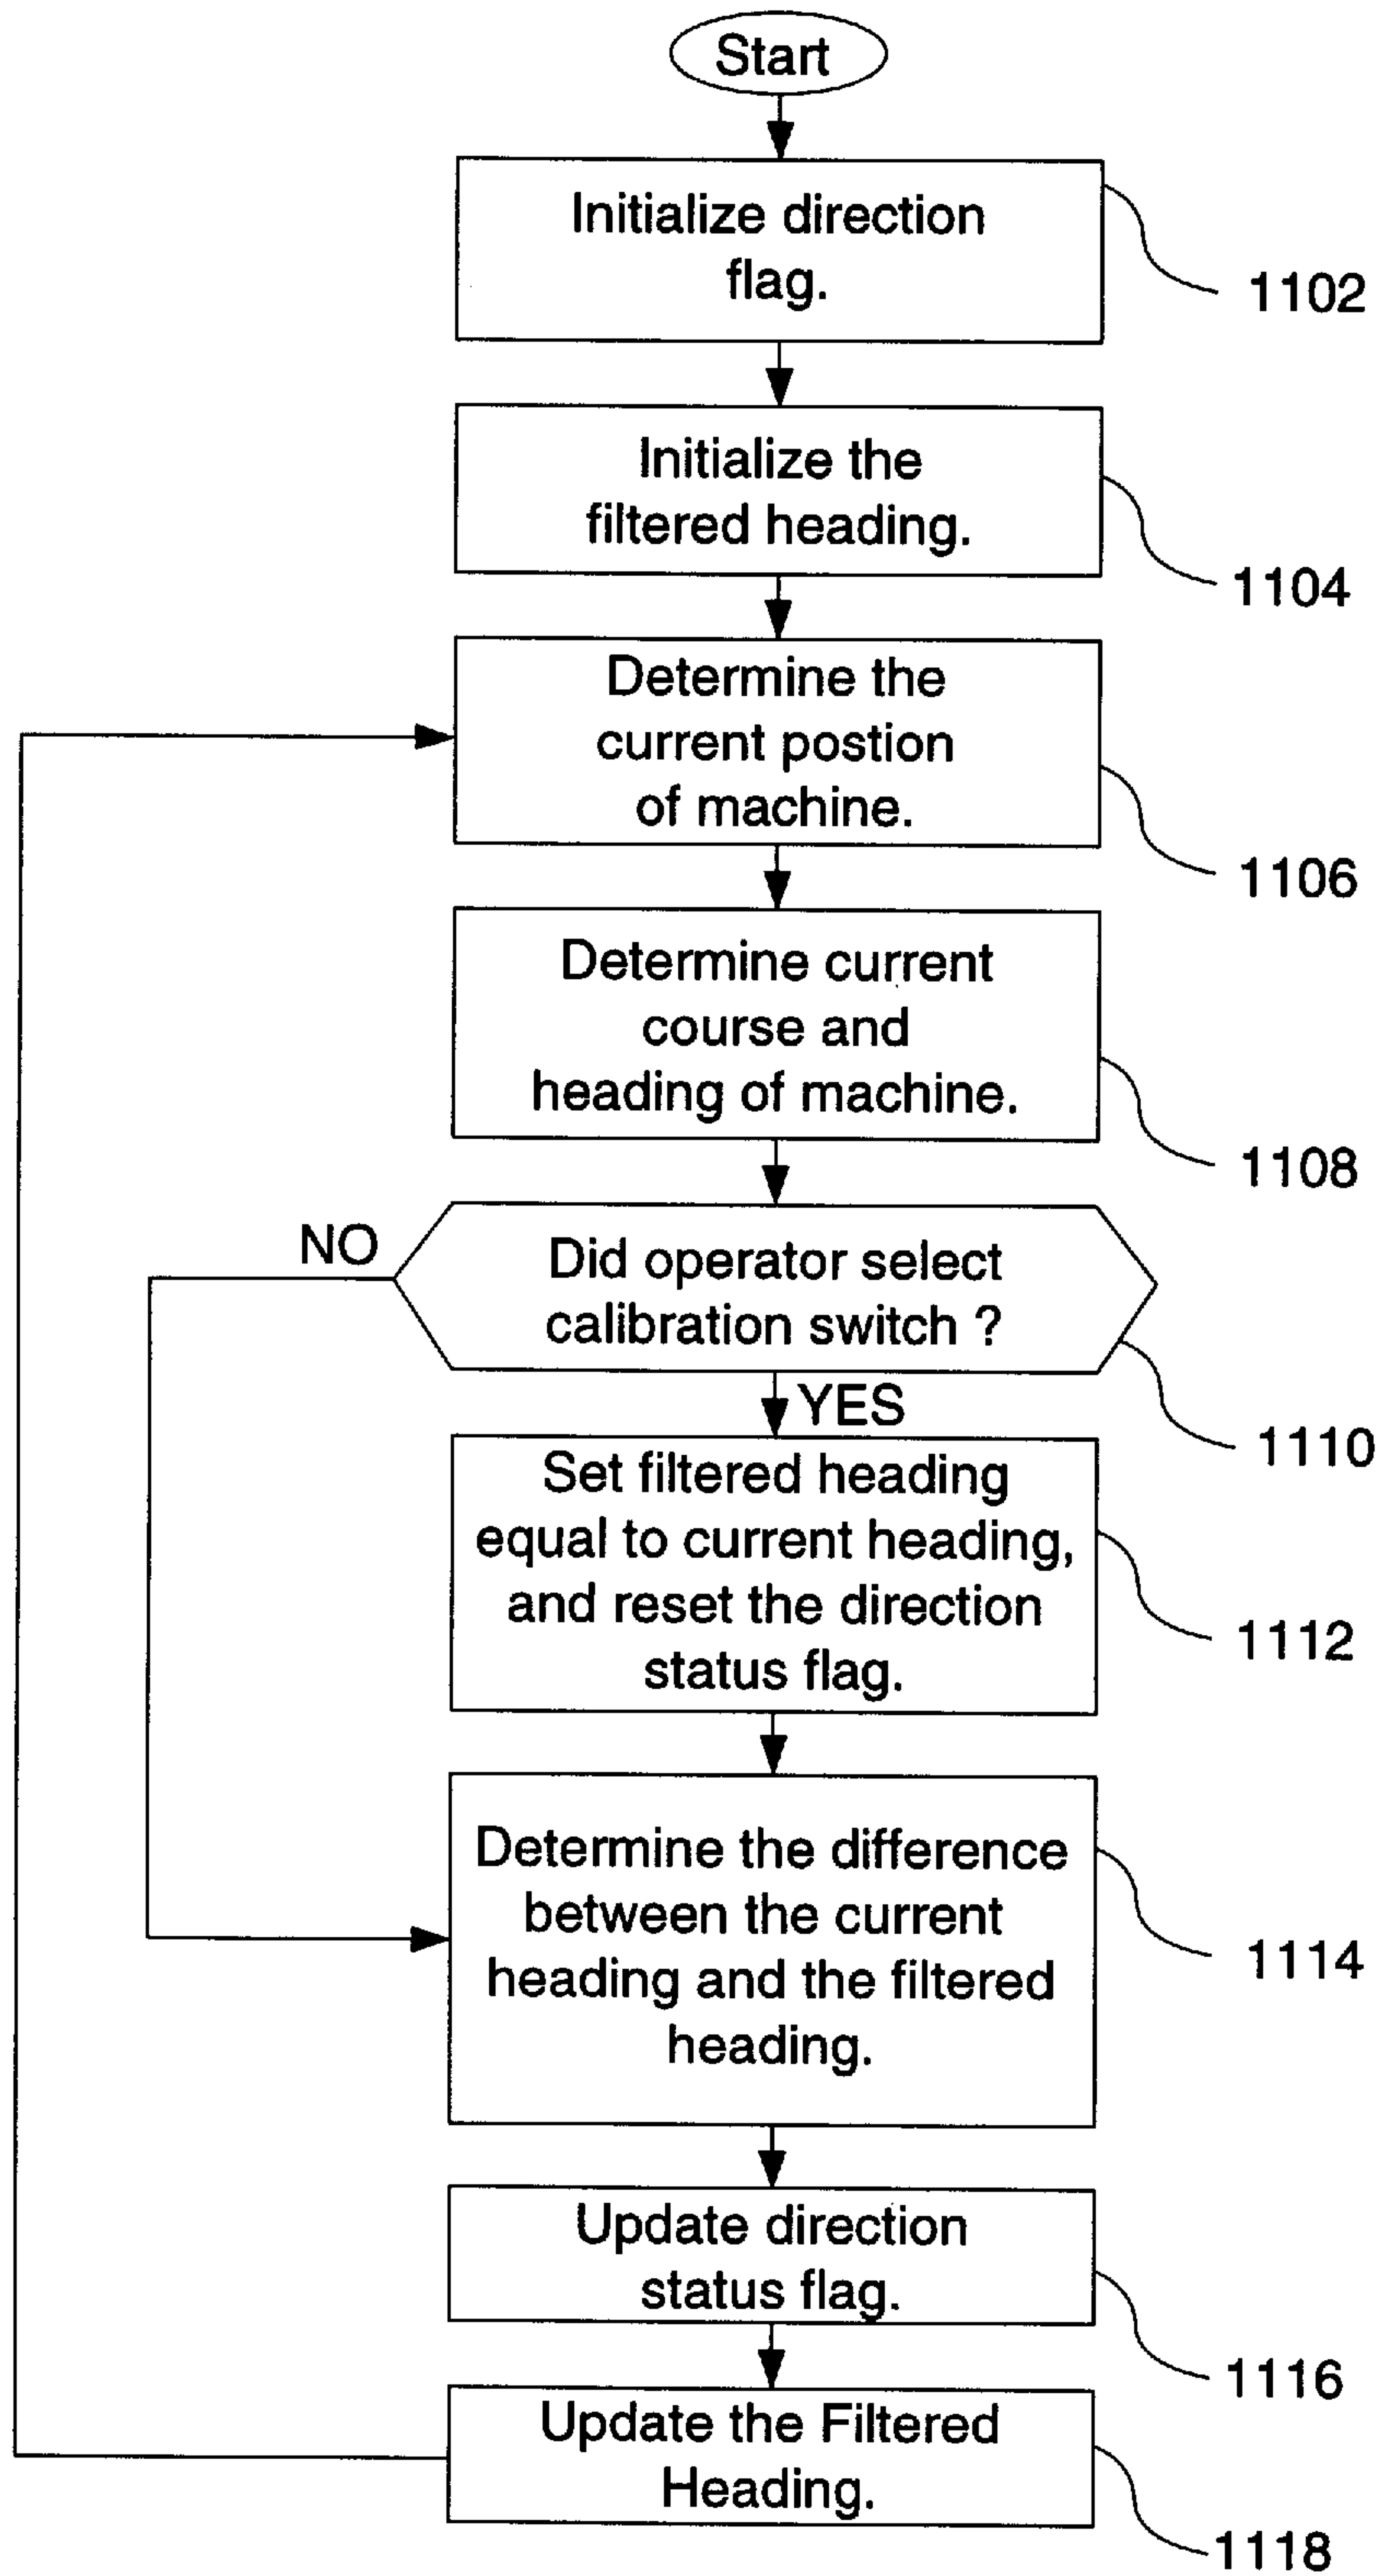 Start
Initialize direction
flag.
1102
Initialize the
filtered heading.
1104
Determine the
current postion
of machine.
1106
Determine current
course and
heading of machine.
1108
NO
Did operator select
calibration switch ?
1110
YES
Set filtered heading
equal to current heading,
and reset the direction
status flag.
1112
Determine the difference
between the current
heading and the filtered
heading.
1114
Update direction
status flag.
1116
Update the Filtered
Heading.
1118